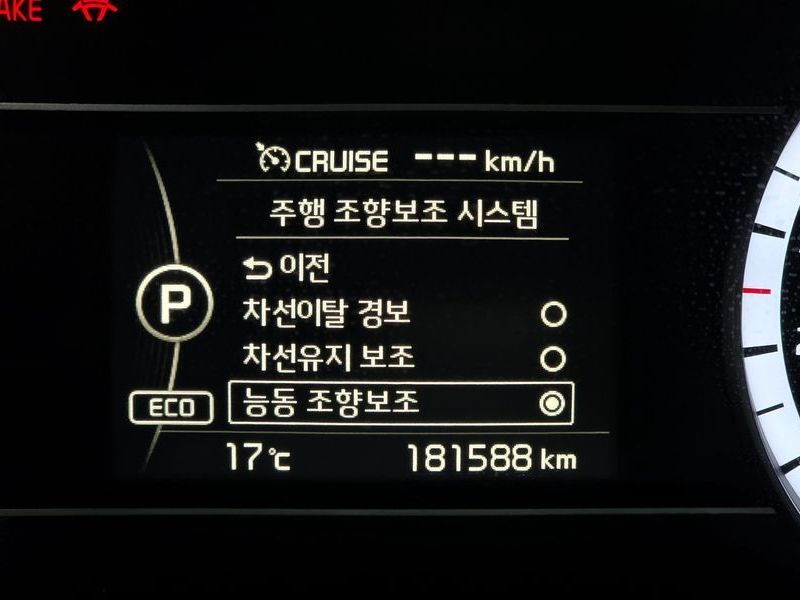 AKE
CRUISE --- km/h
주행 조향보조 시스템
이전
차선이탈 경보
차선유지 보조
능동 조향보조
P
ECO
17℃ 181588 km